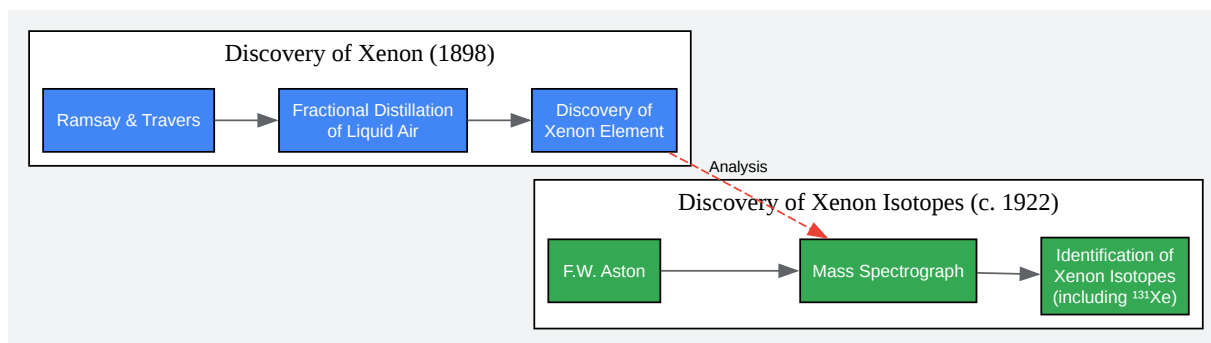 Discovery of Xenon (1898)
Ramsay & Travers
Fractional Distillation
of Liquid Air
Discovery of
Xenon Element
Analysis
Discovery of Xenon Isotopes (c. 1922)
F.W. Aston
Mass Spectrograph
Identification of
Xenon Isotopes
(including ¹³¹Xe)